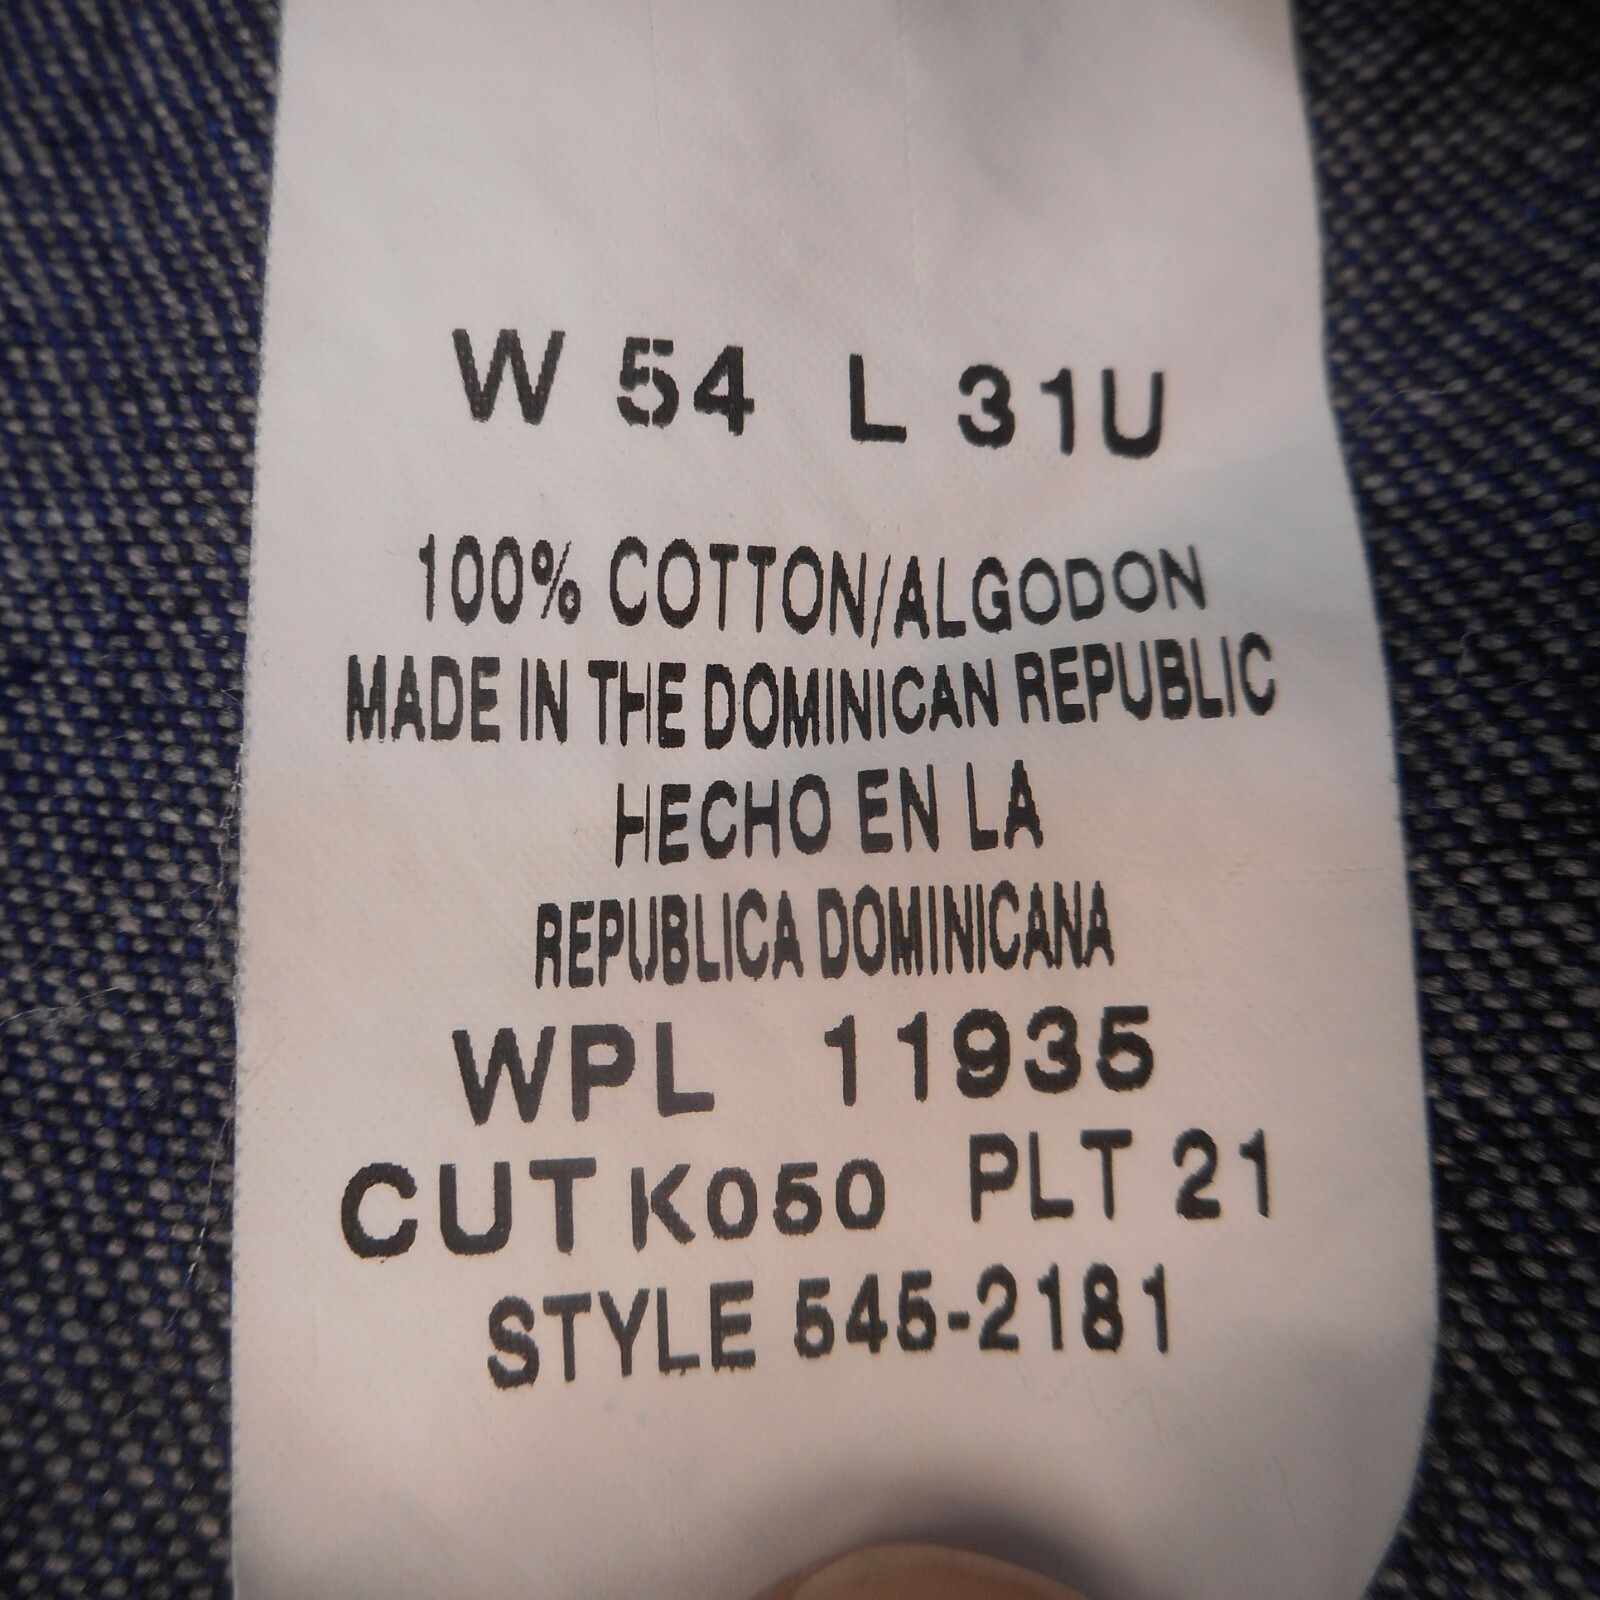 W 54 L 31U
100% COTTON/ALGODON
MADE IN THE DOMINICAN REPUBLIC
HECHO EN LA
REPUBLICA DOMINICANA
WPL 11935
CUT K050 PLT 21
STYLE 545-2181